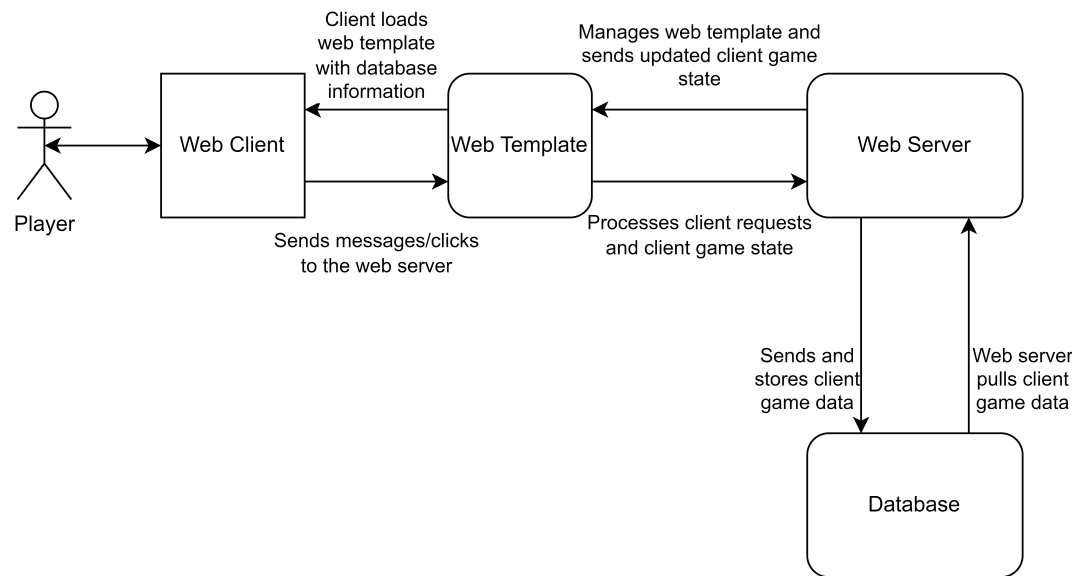 Client loads
web template
with database
information
Manages web template and
sends updated client game
state
Web Client
Web Template
Web Server
Player
Sends messages/clicks
to the web server
Processes client requests
and client game state
Sends and
stores client
game data
Web server
pulls client
game data
Database